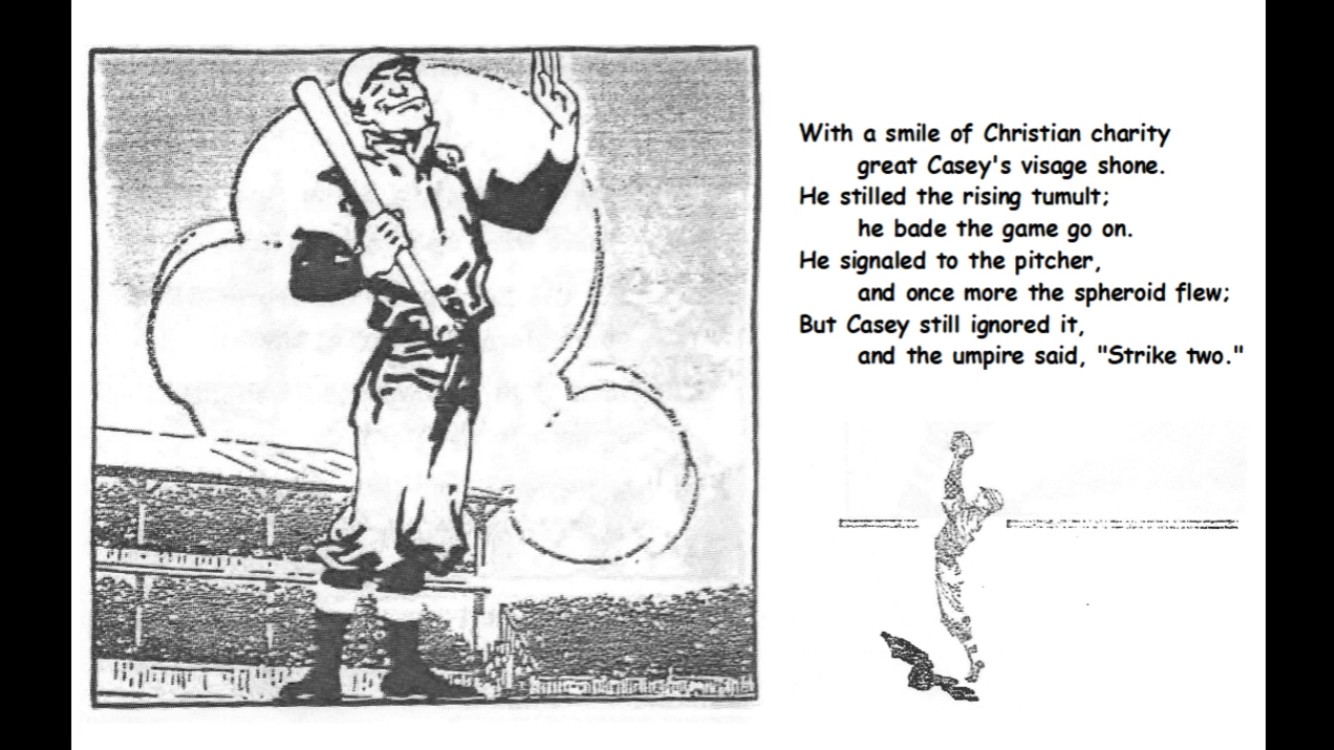 With a smile of Christian charity
great Casey's visage shone.
He stilled the rising tumult;
he bade the game go on.
He signaled to the pitcher,
and once more the spheroid flew;
But Casey still ignored it,
and the umpire said, "Strike two."